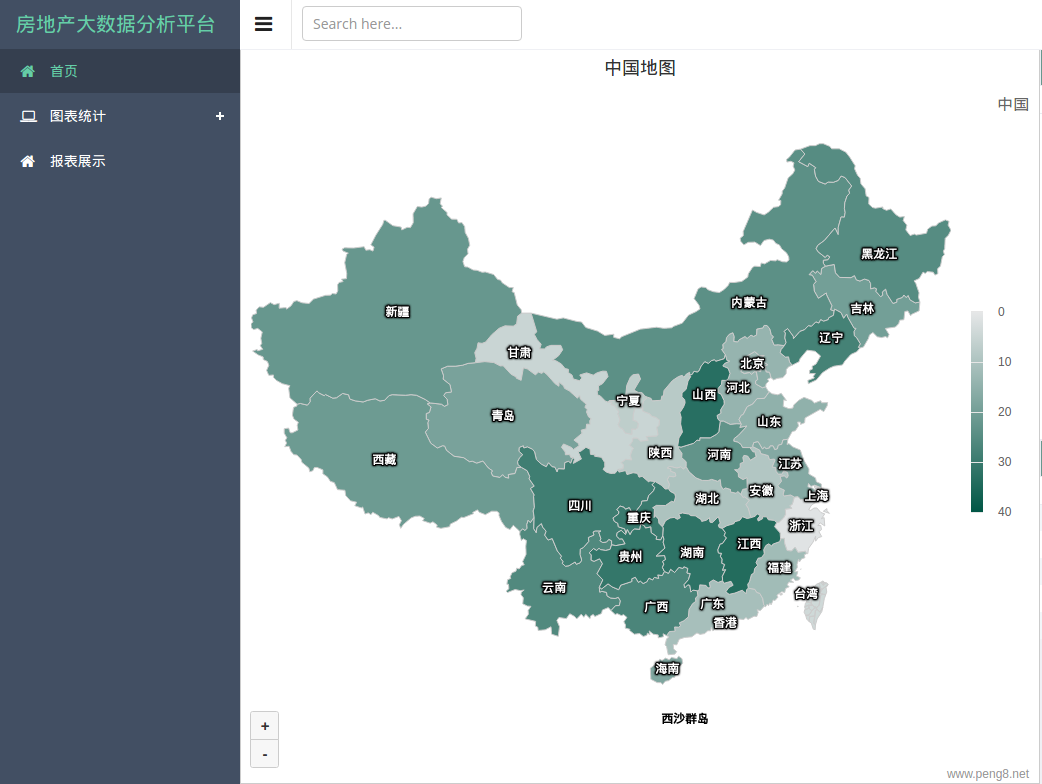 房地产大数据分析平台
Search here...
首页
图表统计
+
报表展示
中国地图
中国
黑龙江
内蒙古
吉林
新疆
辽宁
甘肃
北京
宁夏
山西
河北
青岛
山东
陕西
河南
西藏
江苏
安徽
上海
湖北
四川
重庆
浙江
江西
湖南
贵州
福建
云南
台湾
广西
广东
香港
海南
西沙群岛
0
10
20
30
40
+
-
www.peng8.net